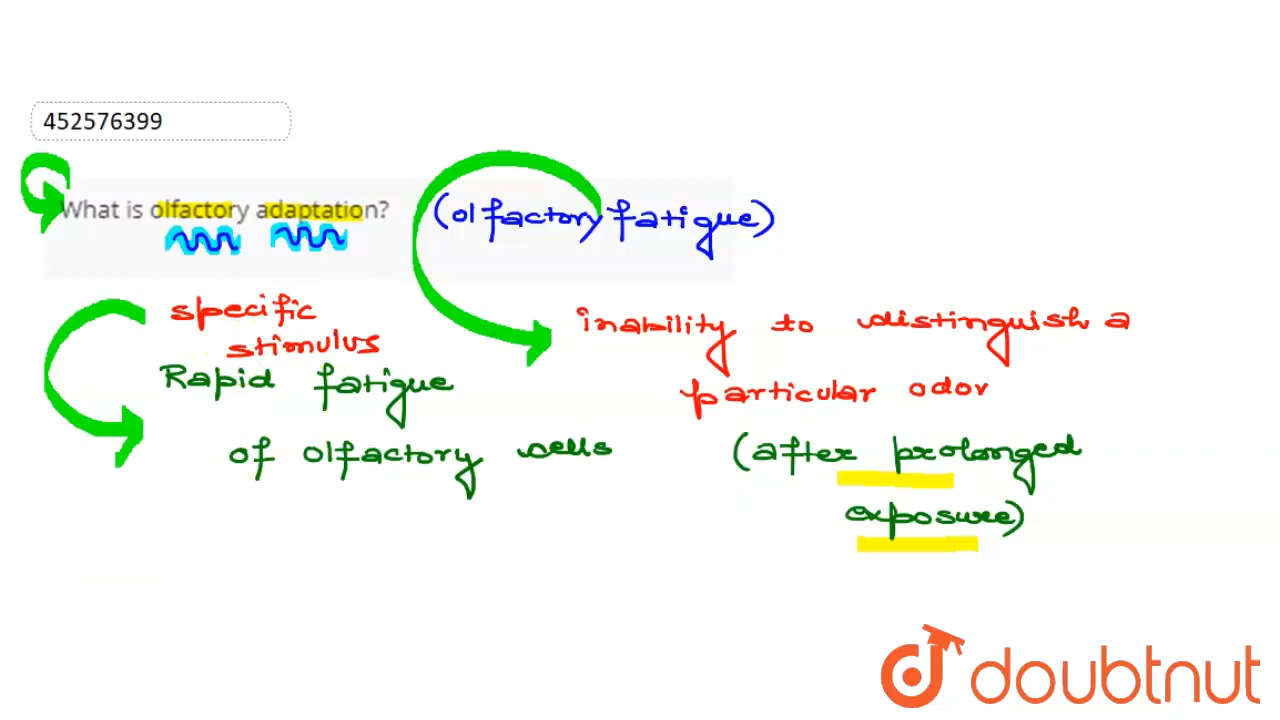 452576399
What is olfactory adaptation? (olfactory fatigue)
specific
stimulus
Rapid fatigue
of olfactory cells
inability to distinguish a
particular odor
(after prolonged
exposure)
doubtnut